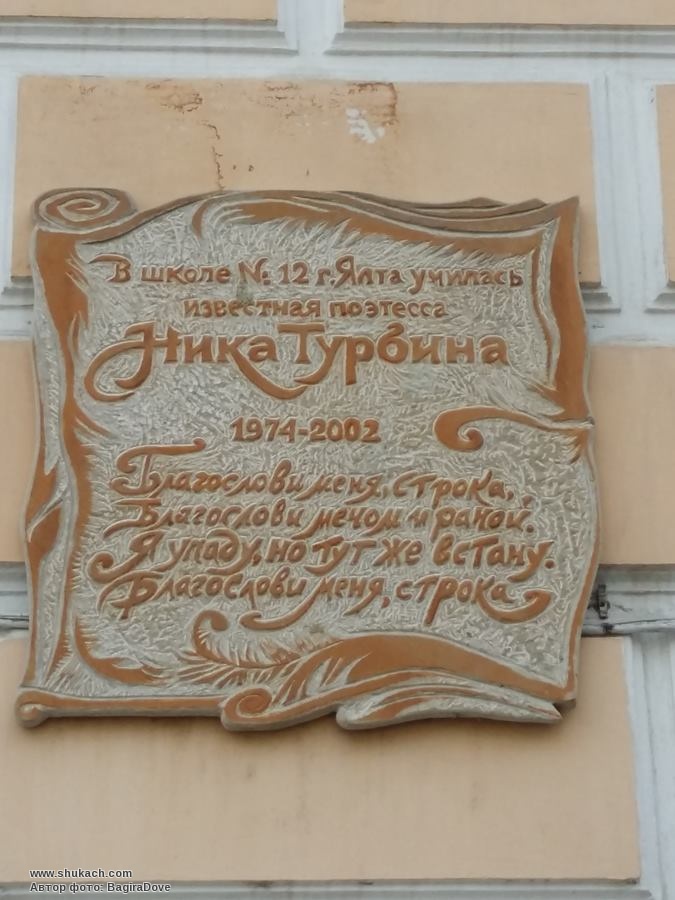 В школе № 12 г.Ялта училась
известная поэтесса
Ника Турбина
1974-2002
Благослови меня, строка,
Благослови мечом и раной.
Я упаду, но тут же встану.
Благослови меня, строка
www.shukach.com
Автор фото: BagiraDove